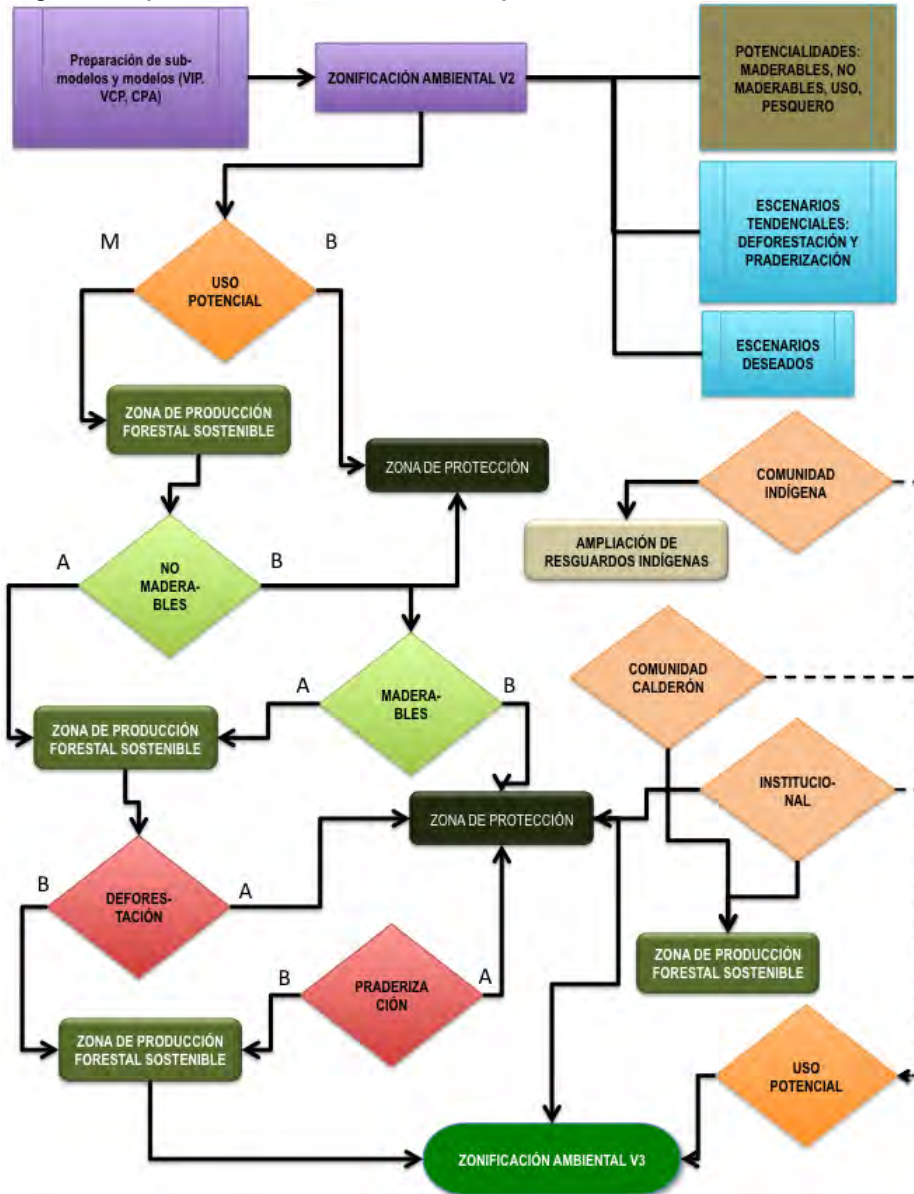 Preparación de sub-
modelos y modelos (VIP.
VCP, CPA)
ZONIFICACIÓN AMBIENTAL V2
POTENCIALIDADES:
MADERABLES, NO
MADERABLES, USO,
PESQUERO
ESCENARIOS
TENDENCIALES:
DEFORESTACIÓN Y
PRADERIZACIÓN
ESCENARIOS
DESEADOS
M
B
USO
POTENCIAL
ZONA DE PRODUCCIÓN
FORESTAL SOSTENIBLE
ZONA DE PROTECCIÓN
COMUNIDAD
INDÍGENA
AMPLIACIÓN DE
RESGUARDOS INDÍGENAS
A
B
NO
MADERA-
BLES
COMUNIDAD
CALDERÓN
A
B
MADERA-
BLES
ZONA DE PRODUCCIÓN
FORESTAL SOSTENIBLE
INSTITUCIO-
NAL
ZONA DE PROTECCIÓN
B
A
DEFORES-
TACIÓN
ZONA DE PRODUCCIÓN
FORESTAL SOSTENIBLE
B
A
PRADERIZA
CIÓN
ZONA DE PRODUCCIÓN
FORESTAL SOSTENIBLE
USO
POTENCIAL
ZONIFICACIÓN AMBIENTAL V3